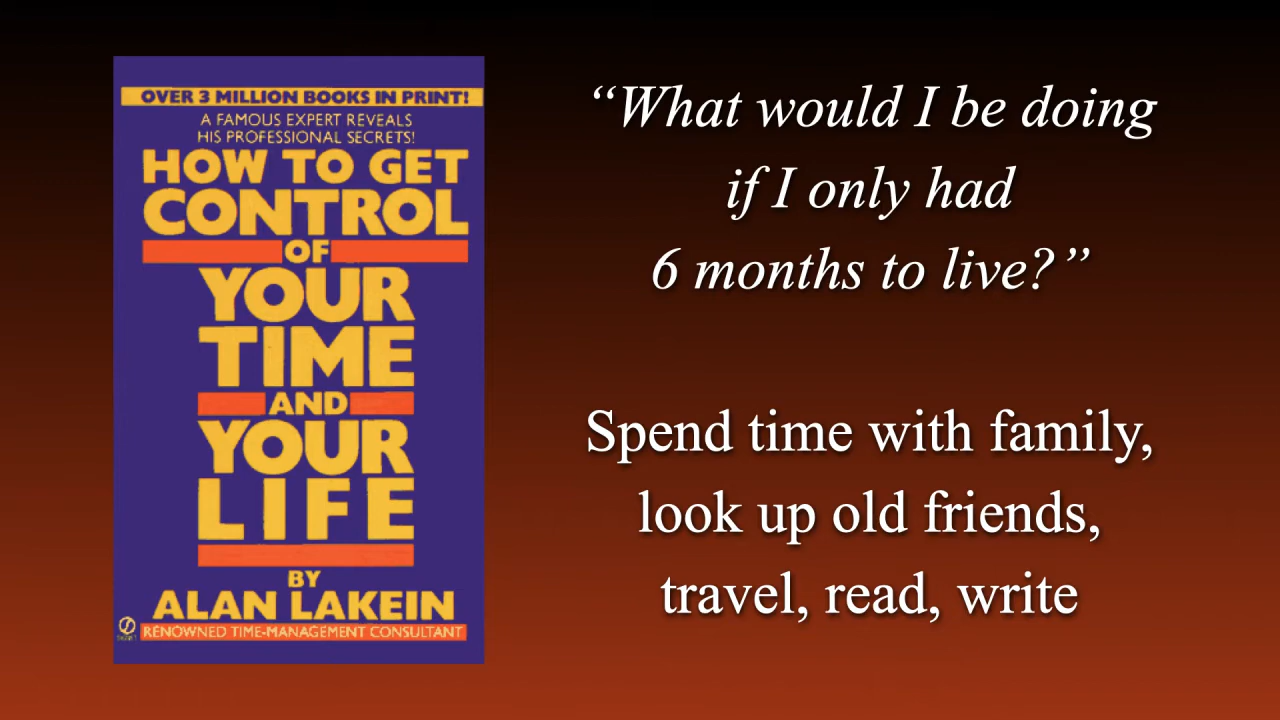 OVER 3 MILLION BOOKS IN PRINT!
A FAMOUS EXPERT REVEALS
HIS PROFESSIONAL SECRETS!
HOW TO GET
CONTROL
OF
YOUR
TIME
AND
YOUR
LIFE
BY
ALAN LAKEIN
RENOWNED TIME-MANAGEMENT CONSULTANT
“What would I be doing
if I only had
6 months to live?”
Spend time with family,
look up old friends,
travel, read, write